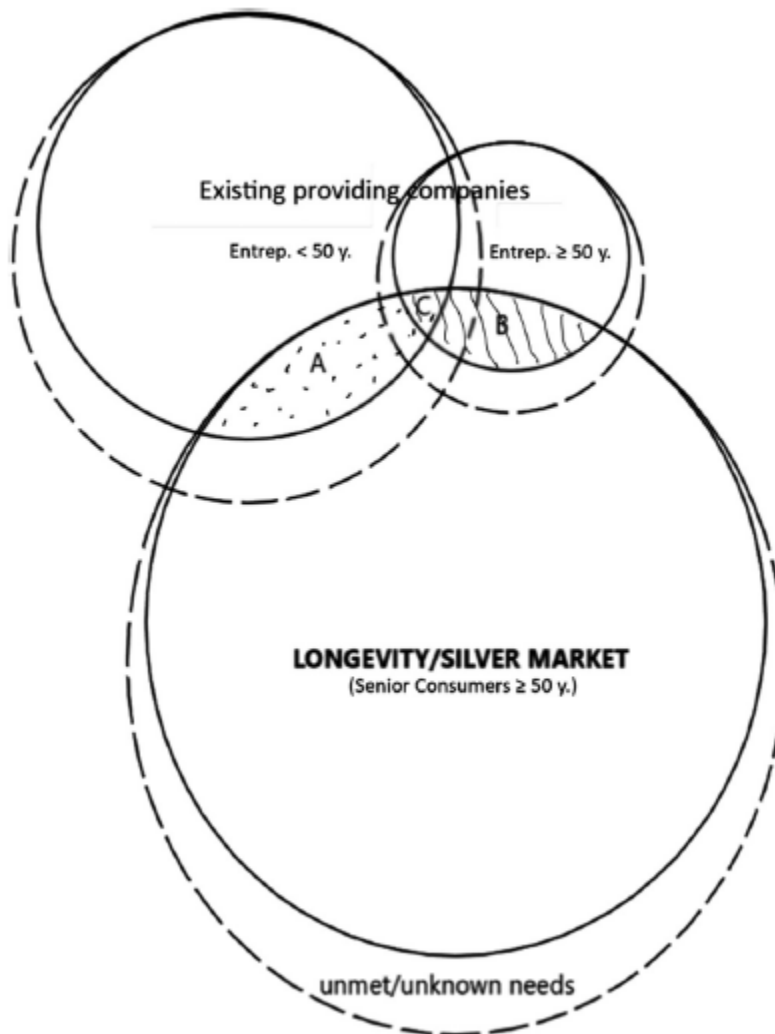 Existing providing companies
Entrep. < 50 y.
Entrep. ≥ 50 y.
C
B
A
LONGEVITY/SILVER MARKET
(Senior Consumers ≥ 50 y.)
unmet/unknown needs